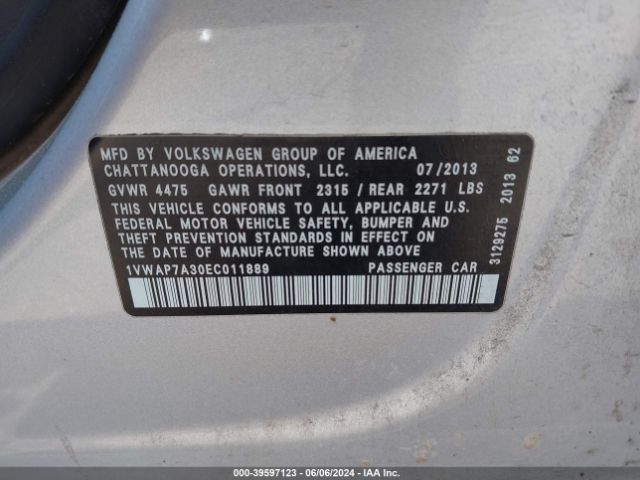 MFD BY VOLKSWAGEN GROUP OF AMERICA
CHATTANOOGA OPERATIONS, LLC. 07/2013
GVWR 4475 GAWR FRONT 2315 / REAR 2271 LBS
THIS VEHICLE CONFORMS TO ALL APPLICABLE U.S.
FEDERAL MOTOR VEHICLE SAFETY, BUMPER AND
THEFT PREVENTION STANDARDS IN EFFECT ON
THE DATE OF MANUFACTURE SHOWN ABOVE
1VWAP7A30EC011889 PASSENGER CAR
3129275 2013 62
000-39597123 - 06/06/2024 - IAAI.COM